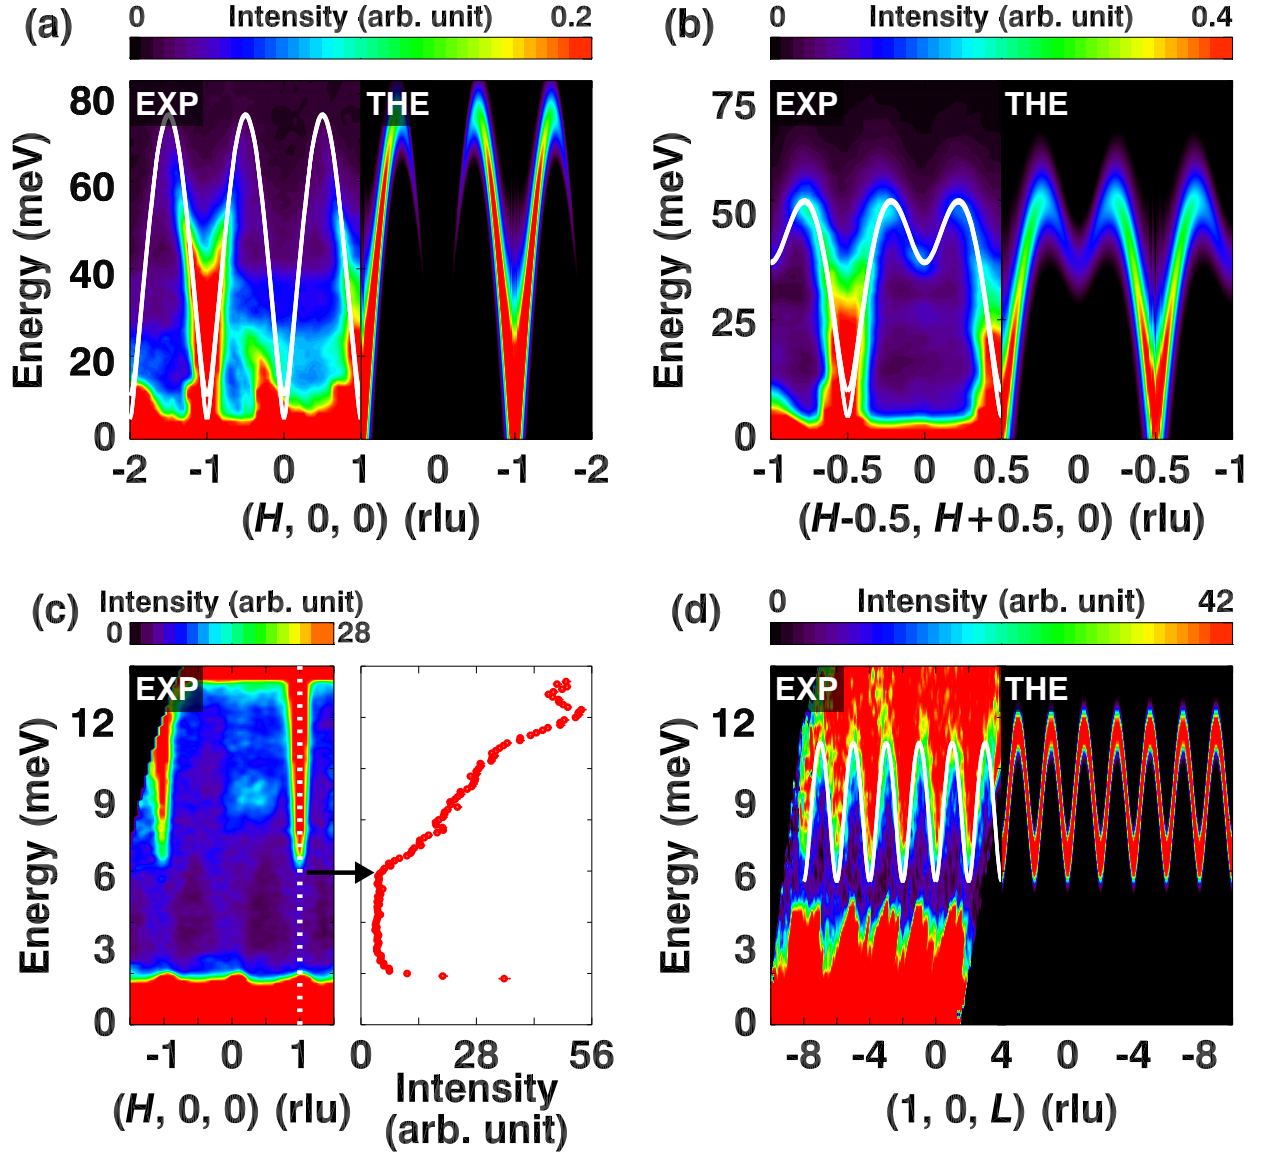 (a)
0 Intensity (arb. unit) 0.2
EXP THE
80
60
40
20
0
Energy (meV)
-2 -1 0 1 0 -1 -2
(H, 0, 0) (rlu)
(b)
0 Intensity (arb. unit) 0.4
EXP THE
75
50
25
0
Energy (meV)
-1 -0.5 0 0.5 0 -0.5 -1
(H-0.5, H+0.5, 0) (rlu)
(c)
Intensity (arb. unit)
0 28
EXP
12
9
6
3
0
Energy (meV)
-1 0 1
(H, 0, 0) (rlu)
0 28 56
Intensity
(arb. unit)
(d)
0 Intensity (arb. unit) 42
EXP THE
12
9
6
3
0
Energy (meV)
-8 -4 0 4 0 -4 -8
(1, 0, L) (rlu)